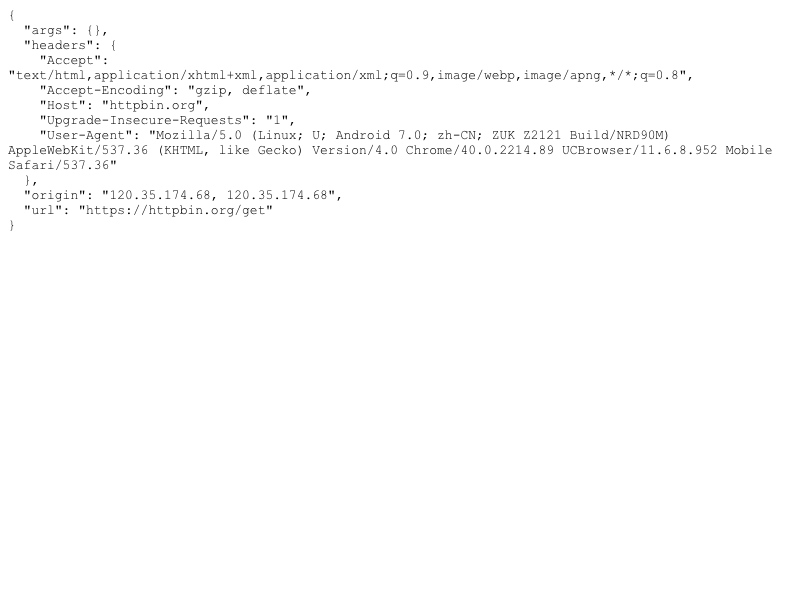 {
  "args": {},
  "headers": {
    "Accept":
"text/html,application/xhtml+xml,application/xml;q=0.9,image/webp,image/apng,*/*;q=0.8",
    "Accept-Encoding": "gzip, deflate",
    "Host": "httpbin.org",
    "Upgrade-Insecure-Requests": "1",
    "User-Agent": "Mozilla/5.0 (Linux; U; Android 7.0; zh-CN; ZUK Z2121 Build/NRD90M)
AppleWebKit/537.36 (KHTML, like Gecko) Version/4.0 Chrome/40.0.2214.89 UCBrowser/11.6.8.952 Mobile
Safari/537.36"
  },
  "origin": "120.35.174.68, 120.35.174.68",
  "url": "https://httpbin.org/get"
}